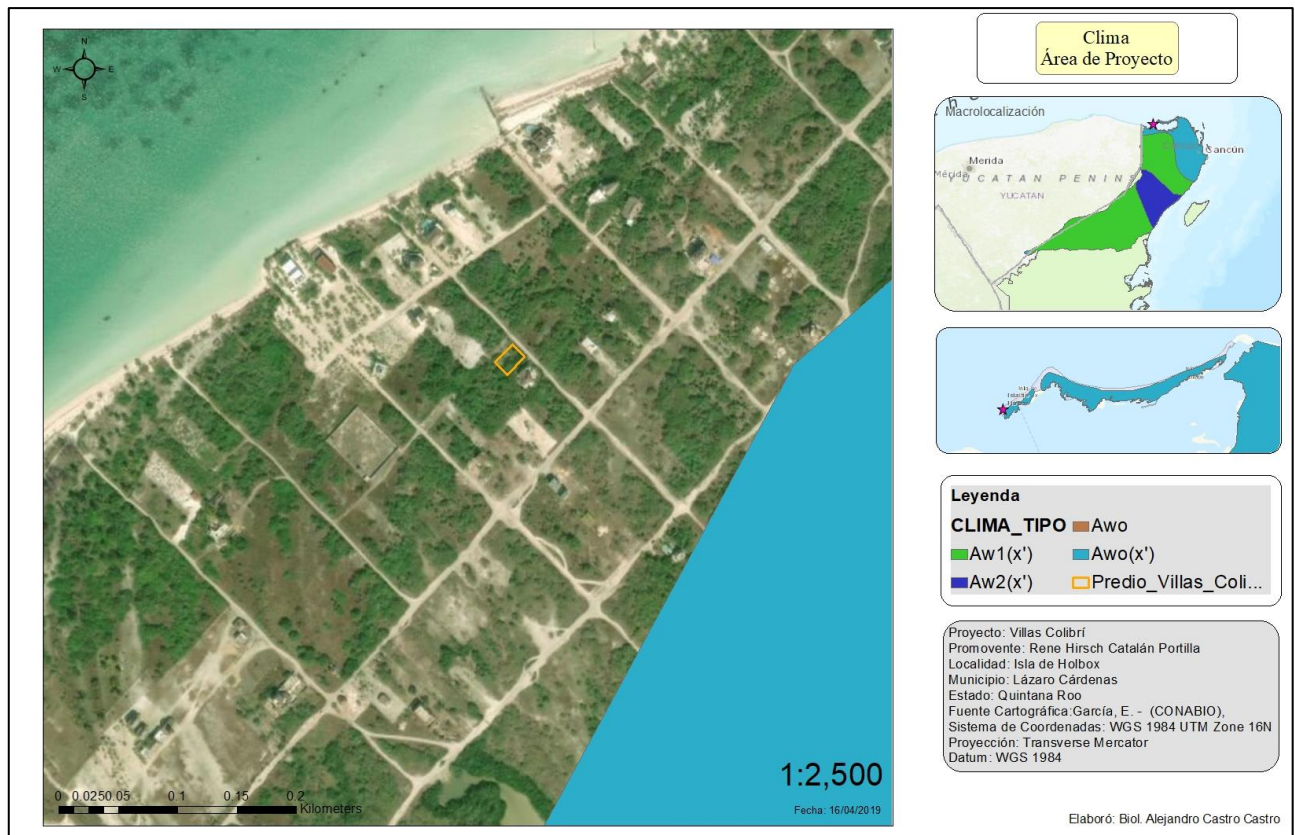 Clima
Área de Proyecto
N
W E
S
Macrolocalización
Merida
Mérida
YUCATAN PENINS
YUCATAN
Cancún
Leyenda
CLIMA_TIPO Awo
Aw1(x') Awo(x')
Aw2(x') Predio_Villas_Coli...
Proyecto: Villas Colibrí
Promovente: Rene Hirsch Catalán Portilla
Localidad: Isla de Holbox
Municipio: Lázaro Cárdenas
Estado: Quintana Roo
Fuente Cartográfica:García, E. - (CONABIO),
Sistema de Coordenadas: WGS 1984 UTM Zone 16N
Proyección: Transverse Mercator
Datum: WGS 1984
1:2,500
0 0.0250.05 0.1 0.15 0.2
Kilometers
Fecha: 16/04/2019
Elaboró: Biol. Alejandro Castro Castro